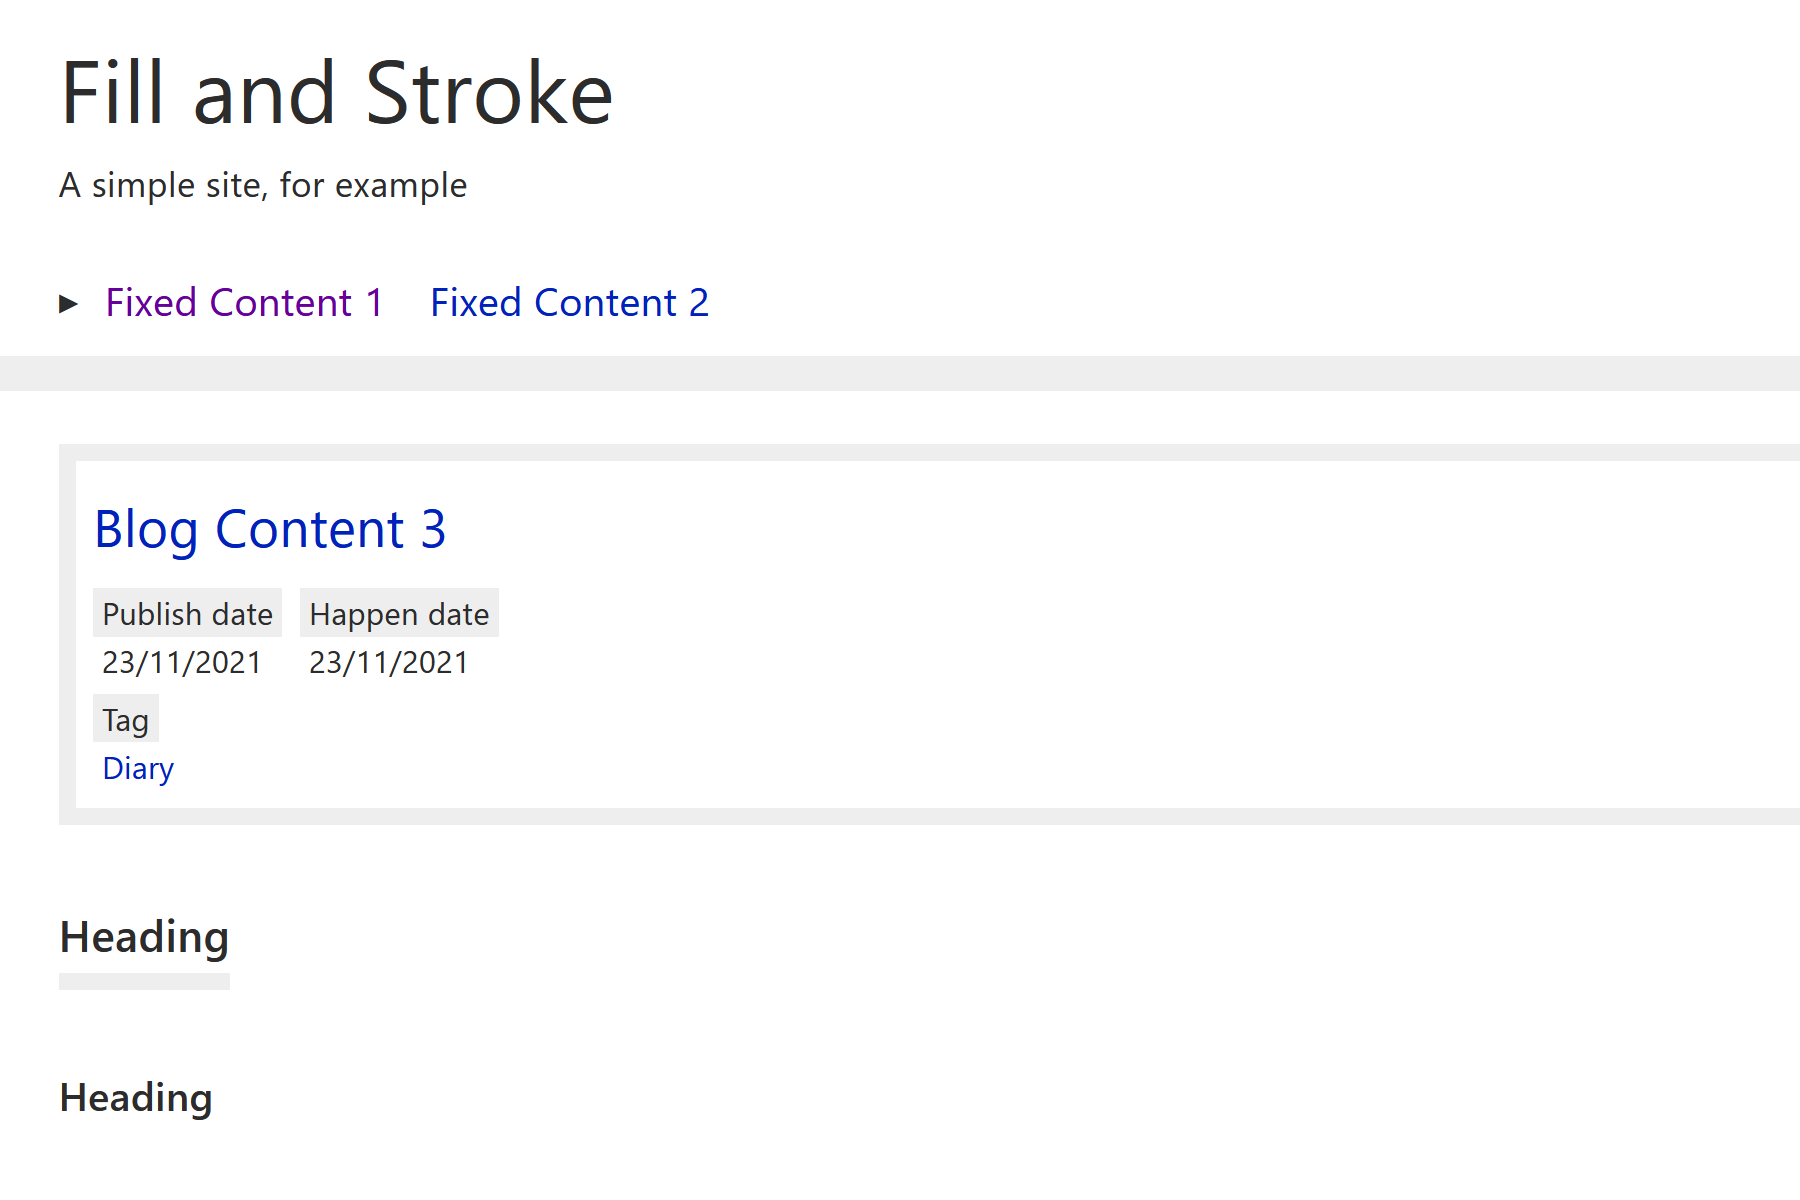 Fill and Stroke
A simple site, for example
▶ Fixed Content 1 Fixed Content 2
Blog Content 3
Publish date Happen date
23/11/2021 23/11/2021
Tag
Diary
Heading
Heading